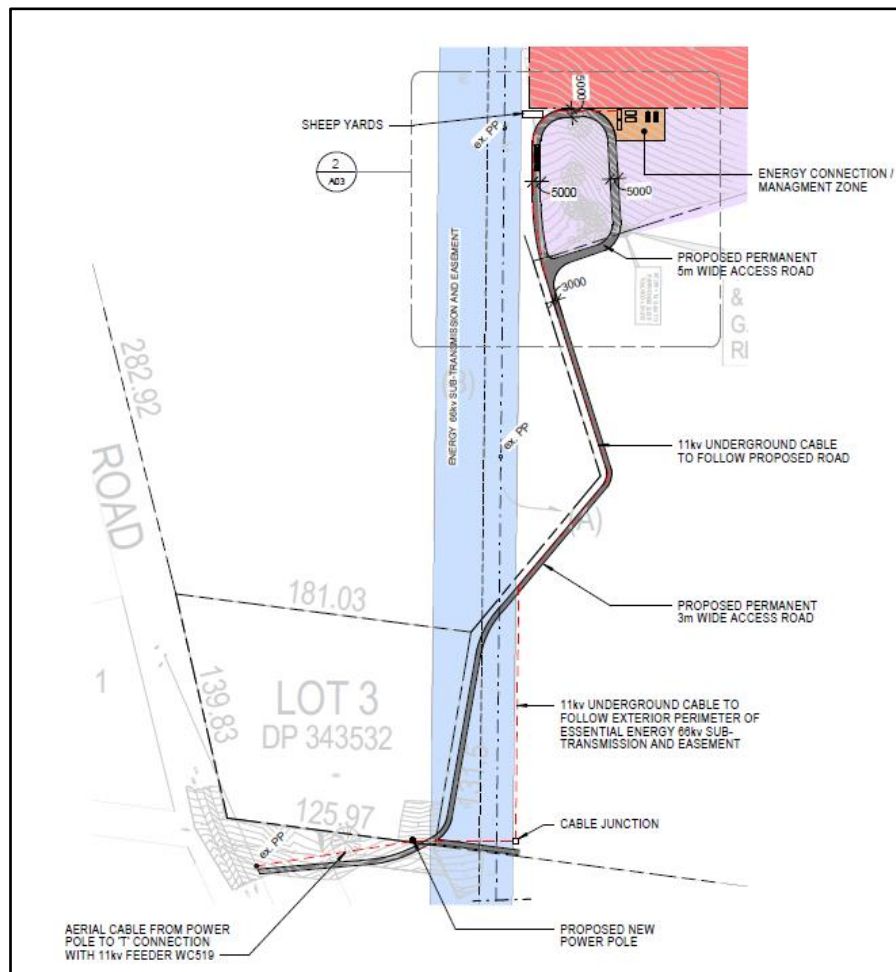 5000
SHEEP YARDS
ex. PP
2
A03
ENERGY CONNECTION /
MANAGMENT ZONE
5000
5000
PROPOSED PERMANENT
5m WIDE ACCESS ROAD
3000
&
G
RI
ENERGY 66kv SUB-TRANSMISSION AND EASEMENT
282.92
ROAD
11kv UNDERGROUND CABLE
TO FOLLOW PROPOSED ROAD
ex. PP
(A)
181.03
PROPOSED PERMANENT
3m WIDE ACCESS ROAD
1
139.83
LOT 3
DP 343532
11kv UNDERGROUND CABLE TO
FOLLOW EXTERIOR PERIMETER OF
ESSENTIAL ENERGY 66kv SUB-
TRANSMISSION AND EASEMENT
125.97
CABLE JUNCTION
ex. PP
AERIAL CABLE FROM POWER
POLE TO 'T' CONNECTION
WITH 11kv FEEDER WC519
PROPOSED NEW
POWER POLE